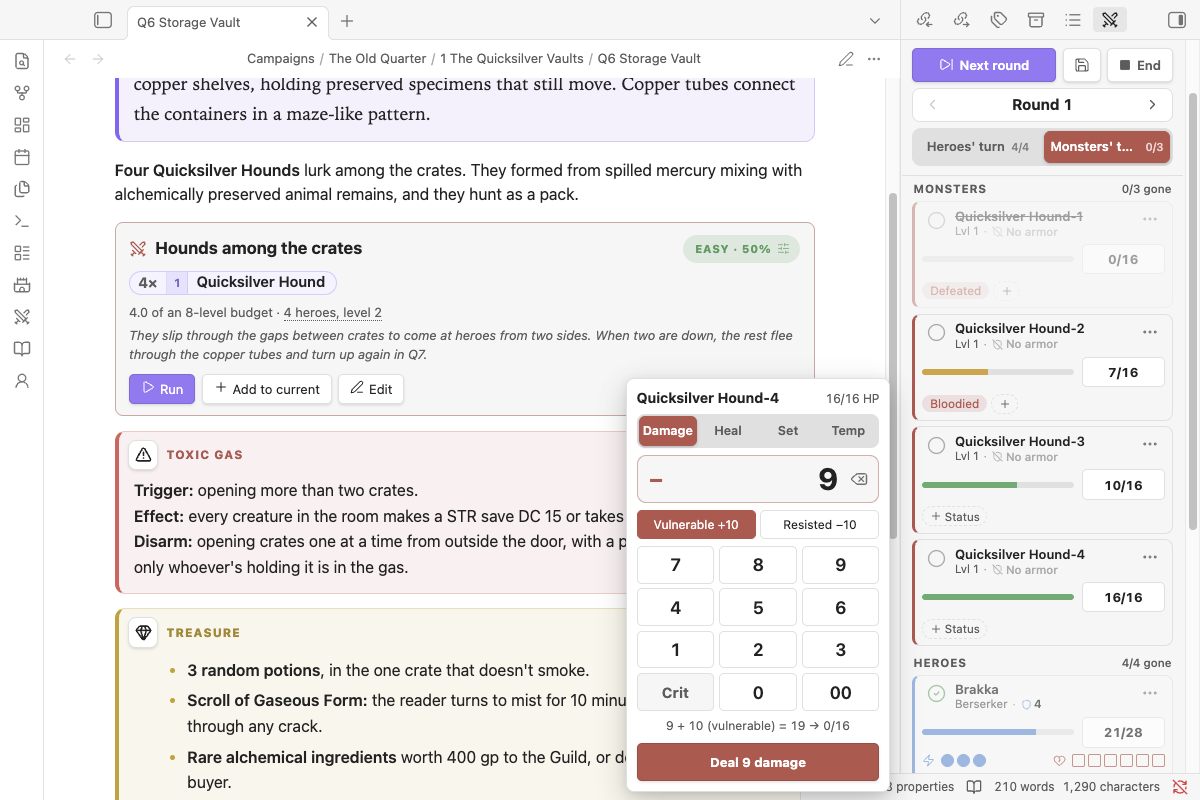 Q6 Storage Vault
Campaigns / The Old Quarter / 1 The Quicksilver Vaults / Q6 Storage Vault
copper shelves, holding preserved specimens that still move. Copper tubes connect
the containers in a maze-like pattern.
Four Quicksilver Hounds lurk among the crates. They formed from spilled mercury mixing with
alchemically preserved animal remains, and they hunt as a pack.
Hounds among the crates
EASY · 50%
4× 1 Quicksilver Hound
4.0 of an 8-level budget · 4 heroes, level 2
They slip through the gaps between crates to come at heroes from two sides. When two are down, the rest flee
through the copper tubes and turn up again in Q7.
Run
+ Add to current
Edit
TOXIC GAS
Trigger: opening more than two crates.
Effect: every creature in the room makes a STR save DC 15 or takes
Disarm: opening crates one at a time from outside the door, with a
only whoever's holding it is in the gas.
TREASURE
• 3 random potions, in the one crate that doesn't smoke.
• Scroll of Gaseous Form: the reader turns to mist for 10
through any crack.
• Rare alchemical ingredients worth 400 gp to the Guild, or
buyer.
Quicksilver Hound-4 16/16 HP
Damage Heal Set Temp
− 9
Vulnerable +10 Resisted −10
7 8 9
4 5 6
1 2 3
Crit 0 00
9 + 10 (vulnerable) = 19 → 0/16
Deal 9 damage
Next round
End
Round 1
Heroes' turn 4/4
Monsters' t... 0/3
MONSTERS 0/3 gone
Quicksilver Hound-1
Lvl 1 · No armor
0/16
Defeated +
Quicksilver Hound-2
Lvl 1 · No armor
7/16
Bloodied +
Quicksilver Hound-3
Lvl 1 · No armor
10/16
+ Status
Quicksilver Hound-4
Lvl 1 · No armor
16/16
+ Status
HEROES 4/4 gone
Brakka
Berserker · 4
21/28
properties 210 words 1,290 characters